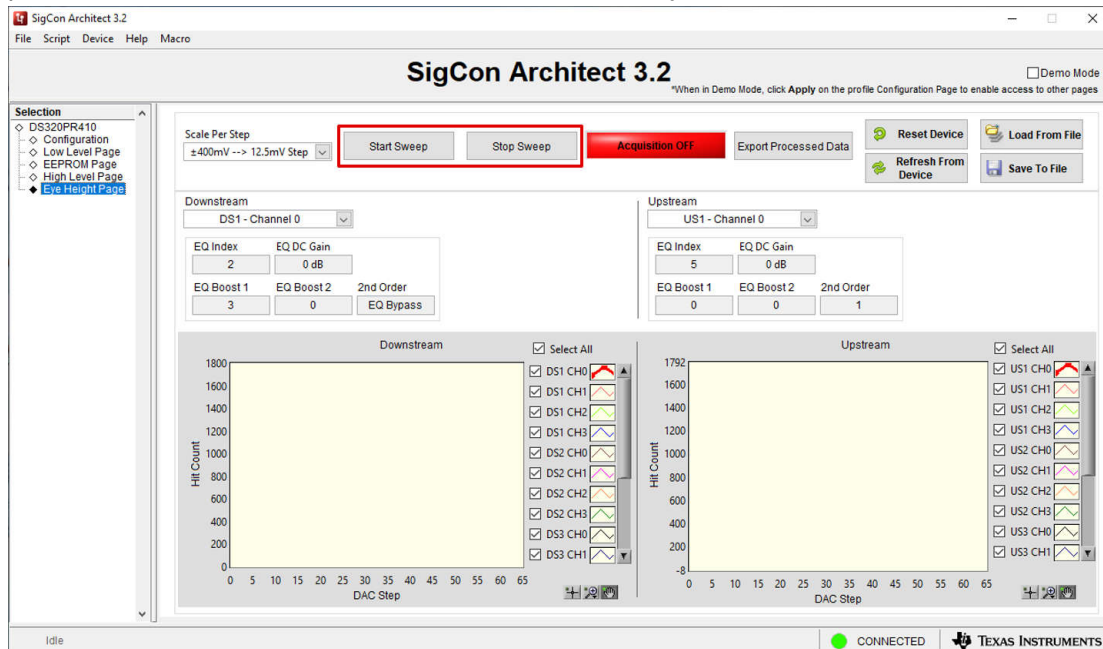 SigCon Architect 3.2
File Script Device Help Macro
SigCon Architect 3.2
Demo Mode
*When in Demo Mode, click Apply on the profile Configuration Page to enable access to other pages
Selection
DS320PR410
Configuration
Low Level Page
EEPROM Page
High Level Page
Eye Height Page
Scale Per Step
±400mV --> 12.5mV Step
Start Sweep
Stop Sweep
Acquisition OFF
Export Processed Data
Reset Device
Load From File
Refresh From
Device
Save To File
Downstream
DS1 - Channel 0
EQ Index EQ DC Gain
2 0 dB
EQ Boost 1 EQ Boost 2 2nd Order
3 0 EQ Bypass
Upstream
US1 - Channel 0
EQ Index EQ DC Gain
5 0 dB
EQ Boost 1 EQ Boost 2 2nd Order
0 0 1
Downstream
Select All
1800
1600
1400
1200
1000
800
600
400
200
0
Hit Count
0 5 10 15 20 25 30 35 40 45 50 55 60 65
DAC Step
DS1 CH0
DS1 CH1
DS1 CH2
DS1 CH3
DS2 CH0
DS2 CH1
DS2 CH2
DS2 CH3
DS3 CH0
DS3 CH1
Upstream
Select All
1792
1600
1400
1200
1000
800
600
400
200
-8
Hit Count
0 5 10 15 20 25 30 35 40 45 50 55 60 65
DAC Step
US1 CH0
US1 CH1
US1 CH2
US1 CH3
US2 CH0
US2 CH1
US2 CH2
US2 CH3
US3 CH0
US3 CH1
Idle
CONNECTED
TEXAS INSTRUMENTS